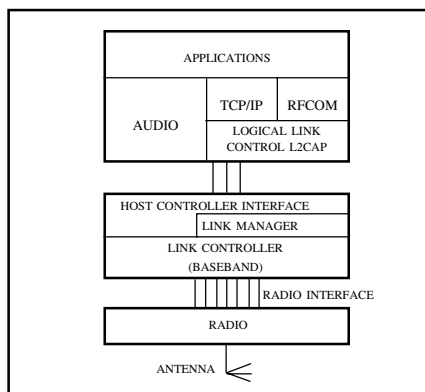 APPLICATIONS
TCP/IP RFCOM
AUDIO
LOGICAL LINK
CONTROL L2CAP
HOST CONTROLLER INTERFACE
LINK MANAGER
LINK CONTROLLER
(BASEBAND)
RADIO INTERFACE
RADIO
ANTENNA